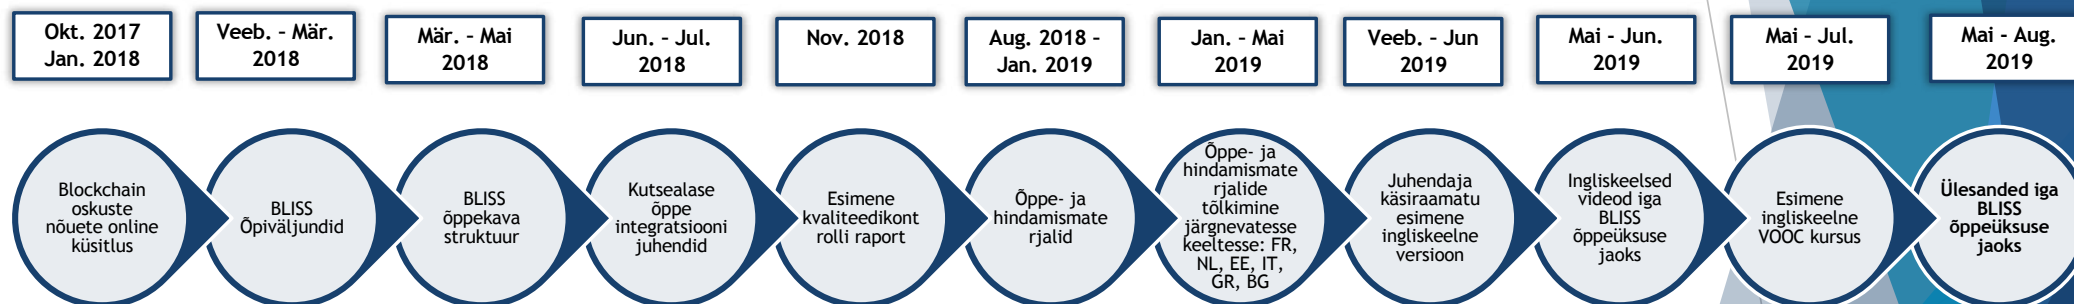 Okt. 2017
Jan. 2018
Veeb. – Mär.
2018
Mär. – Mai
2018
Jun. – Jul.
2018
Nov. 2018
Aug. 2018 –
Jan. 2019
Jan. – Mai
2019
Veeb. – Jun
2019
Mai - Jun.
2019
Mai – Jul.
2019
Mai - Aug.
2019
Blockchain
oskuste
nõuete online
küsitlus
BLISS
Õpiväljundid
BLISS
õppekava
struktuur
Kutsealase
õppe
integratsiooni
juhendid
Esimene
kvaliteedikont
rolli raport
Õppe- ja
hindamismate
rjalid
Õppe- ja
hindamismate
rjalide
tõlkimine
järgnevatesse
keeltesse: FR,
NL, EE, IT,
GR, BG
Juhendaja
käsiraamatu
esimene
ingliskeelne
versioon
Ingliskeelsed
videod iga
BLISS
õppeüksuse
jaoks
Esimene
ingliskeelne
VOOC kursus
Ülesanded iga
BLISS
õppeüksuse
jaoks